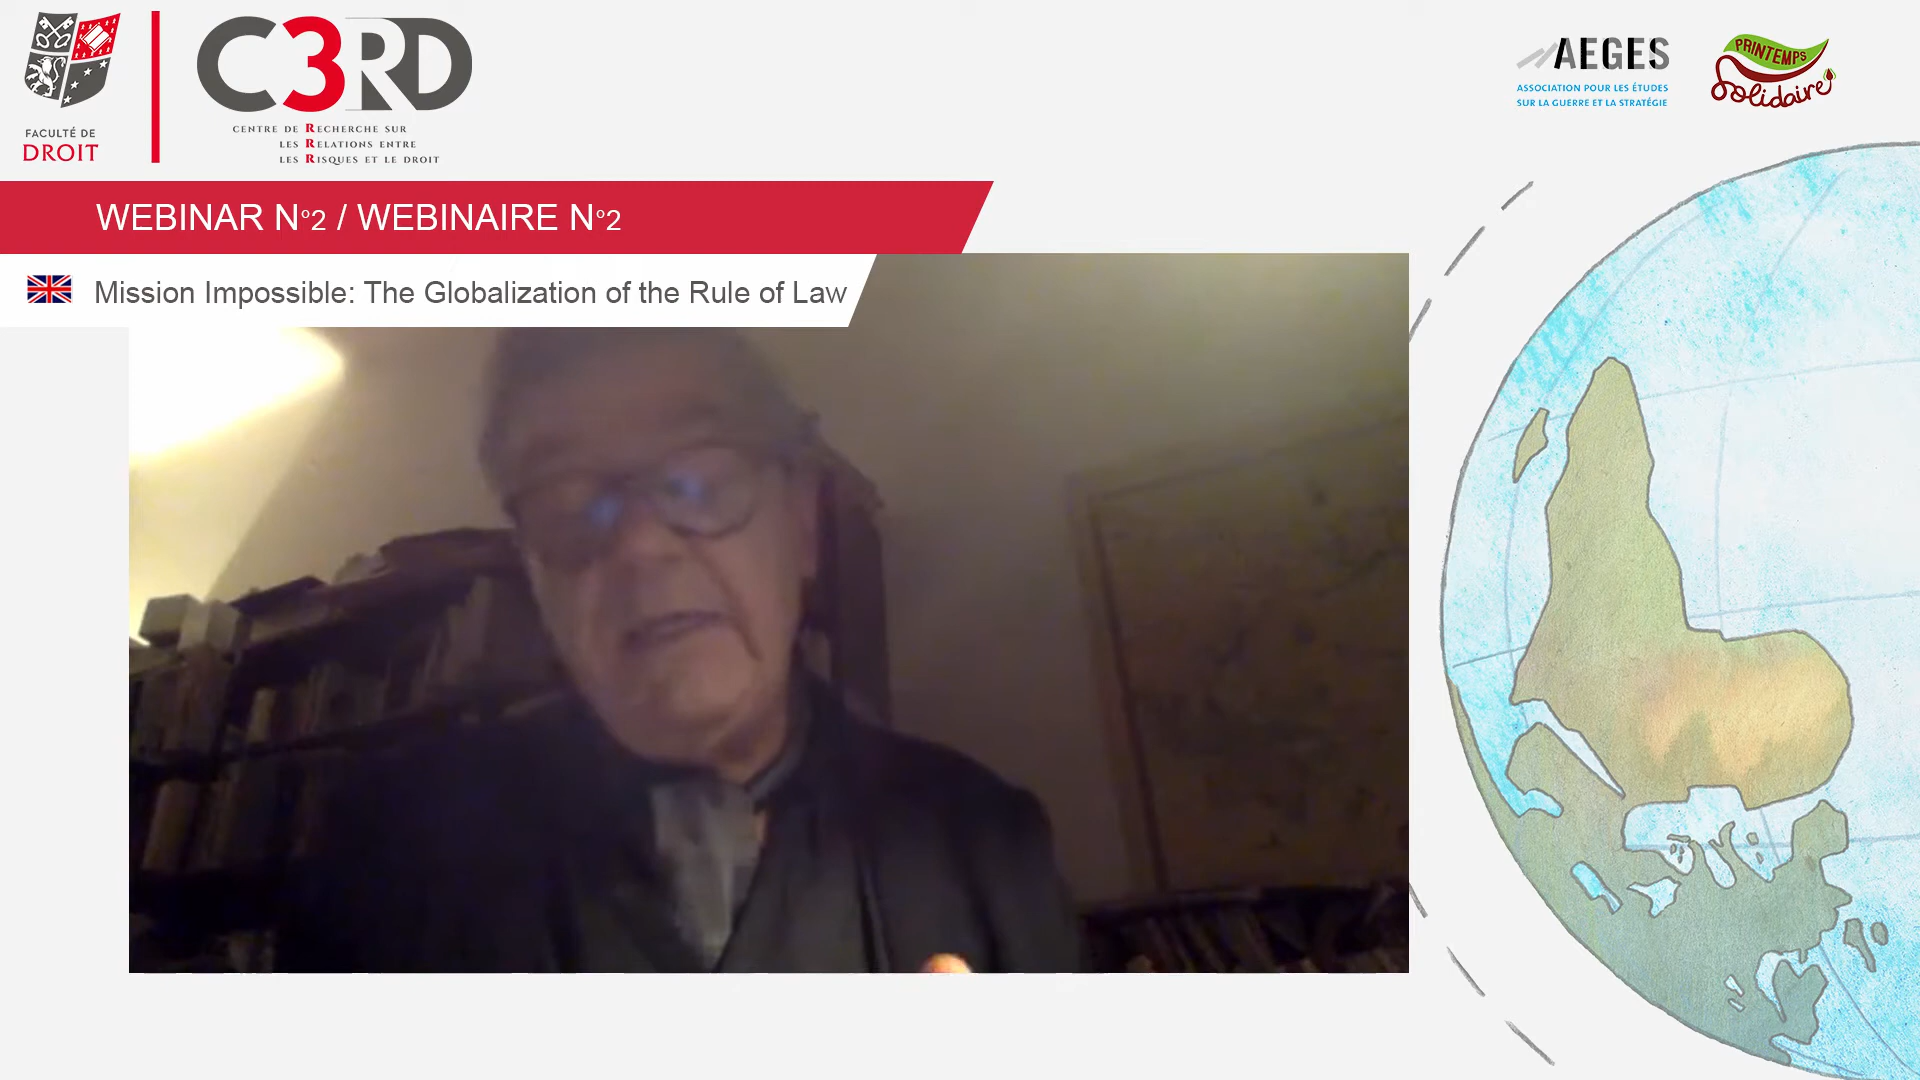 FACULTÉ DE
DROIT
C3RD
CENTRE DE RECHERCHE SUR
LES RELATIONS ENTRE
LES RISQUES ET LE DROIT
AEGES
ASSOCIATION POUR LES ÉTUDES
SUR LA GUERRE ET LA STRATÉGIE
PRINTEMPS
Solidaire
WEBINAR N°2 / WEBINAIRE N°2
Mission Impossible: The Globalization of the Rule of Law